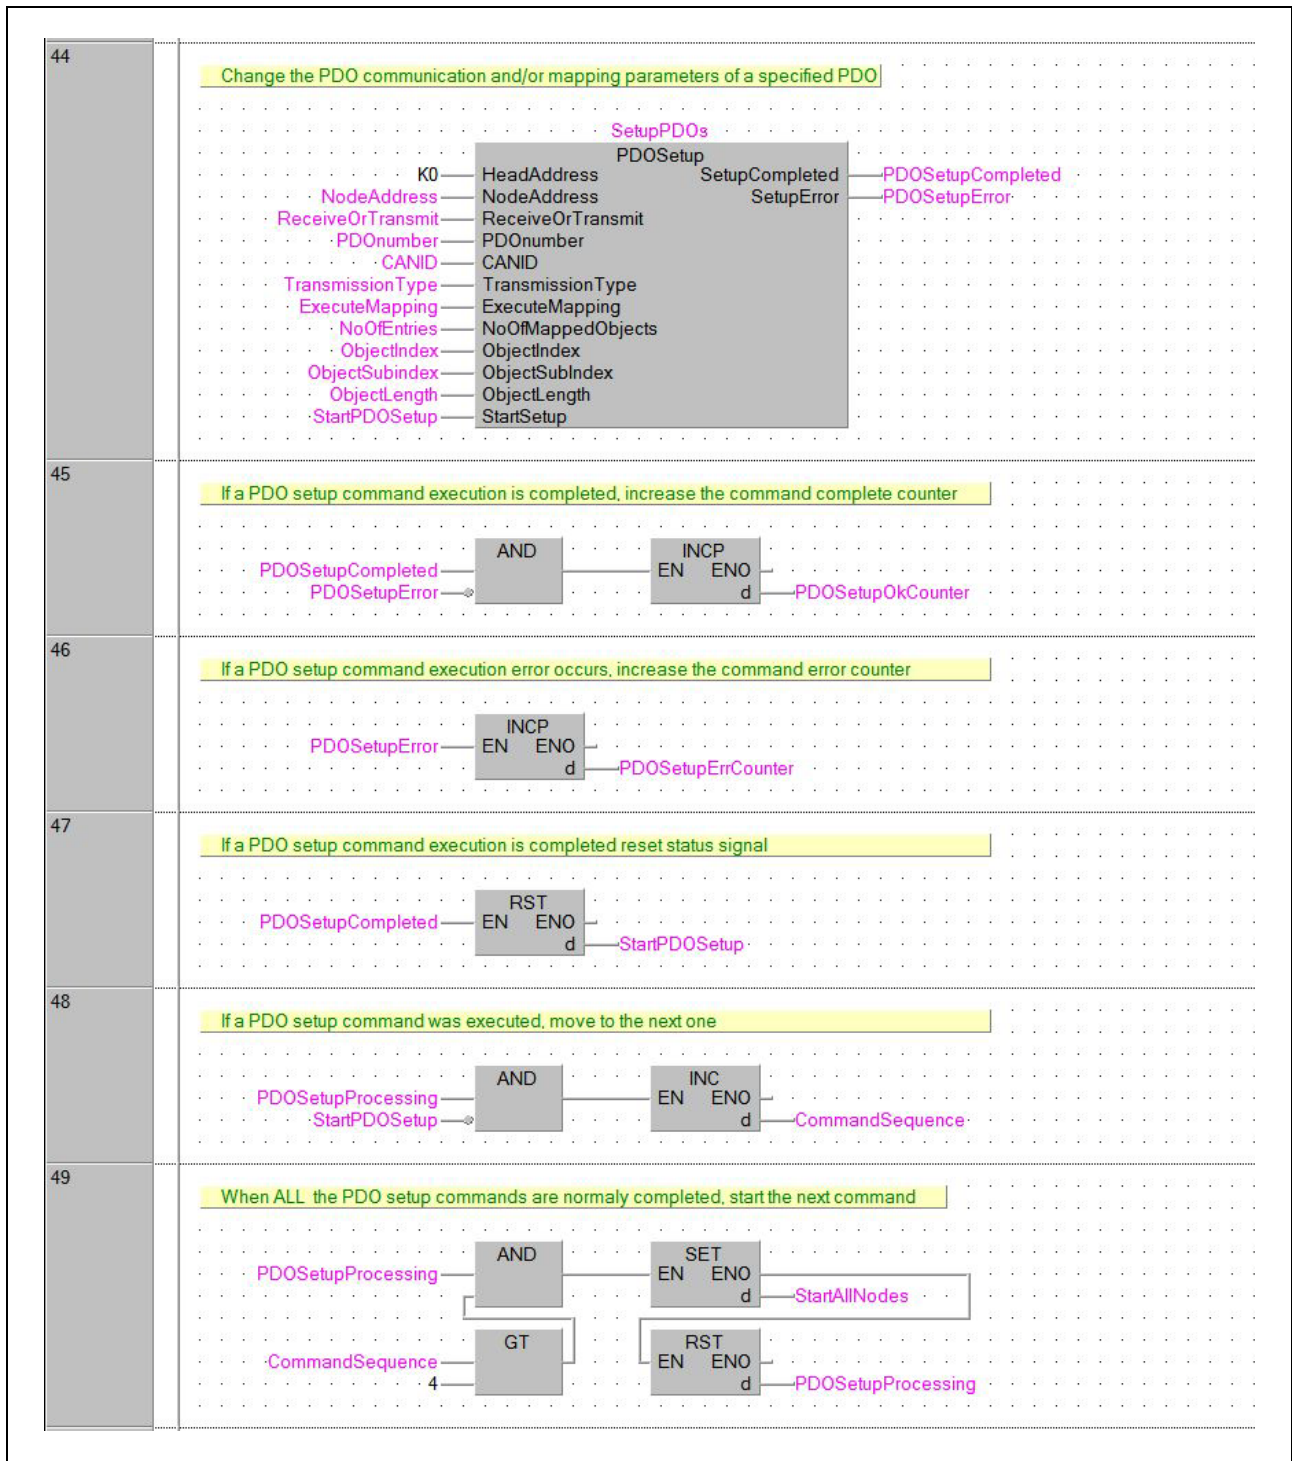 44
Change the PDO communication and/or mapping parameters of a specified PDO
SetupPDOs
PDOSetup
K0 HeadAddress SetupCompleted PDOSetupCompleted
NodeAddress NodeAddress SetupError PDOSetupError
ReceiveOrTransmit ReceiveOrTransmit
PDOnumber PDOnumber
CANID CANID
TransmissionType TransmissionType
ExecuteMapping ExecuteMapping
NoOfEntries NoOfMappedObjects
ObjectIndex ObjectIndex
ObjectSubindex ObjectSubIndex
ObjectLength ObjectLength
StartPDOSetup StartSetup
45
If a PDO setup command execution is completed, increase the command complete counter
AND INCP
PDOSetupCompleted EN ENO
PDOSetupError d PDOSetupOkCounter
46
If a PDO setup command execution error occurs, increase the command error counter
INCP
PDOSetupError EN ENO
d PDOSetupErrCounter
47
If a PDO setup command execution is completed reset status signal
RST
PDOSetupCompleted EN ENO
d StartPDOSetup
48
If a PDO setup command was executed, move to the next one
AND INC
PDOSetupProcessing EN ENO
StartPDOSetup d CommandSequence
49
When ALL the PDO setup commands are normaly completed, start the next command
AND SET
PDOSetupProcessing EN ENO
d StartAllNodes
GT RST
CommandSequence EN ENO
4 d PDOSetupProcessing